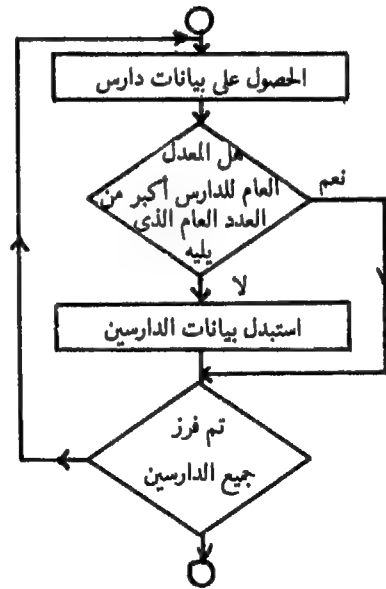 الحصول على بيانات دارس
هل المعدل
العام للدارس أكبر من
العدد العام الذى
يليه
نعم
لا
استبدل بيانات الدارسين
تم فرز
جميع الدارسين